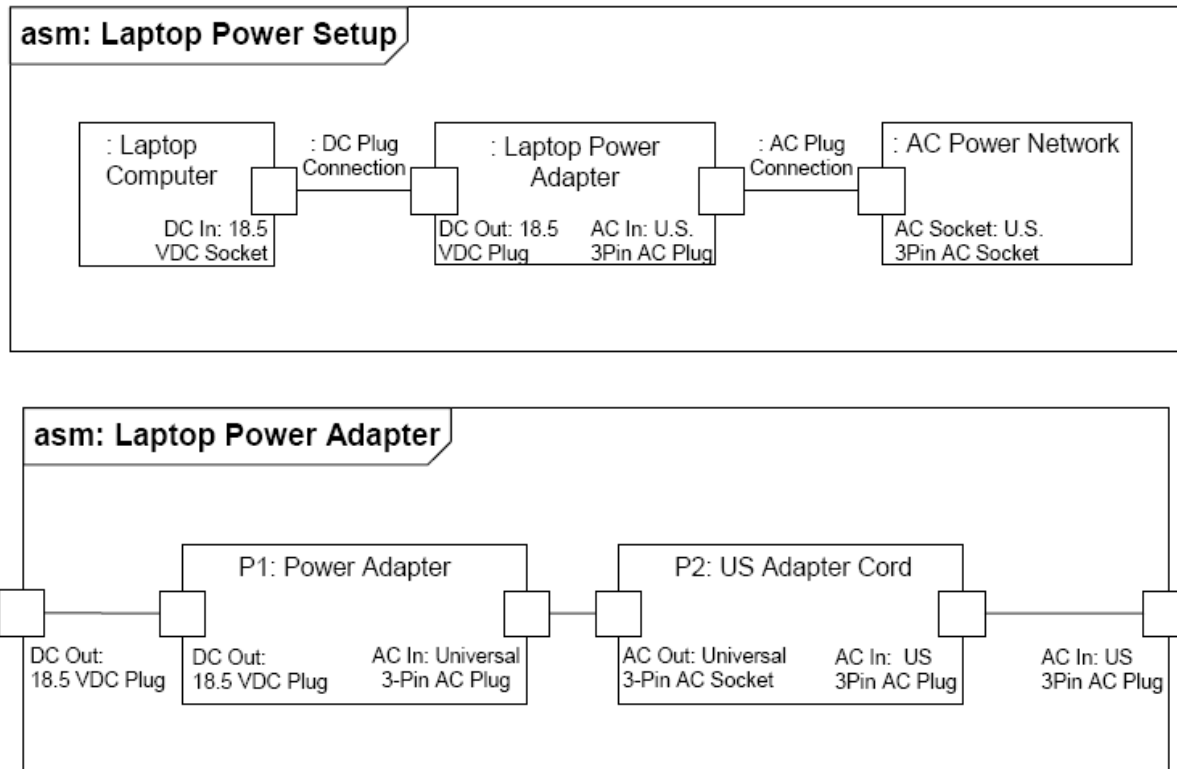 asm: Laptop Power Setup
: Laptop
Computer
DC In: 18.5
VDC Socket
: DC Plug
Connection
: Laptop Power
Adapter
DC Out: 18.5
VDC Plug
AC In: U.S.
3Pin AC Plug
: AC Plug
Connection
: AC Power Network
AC Socket: U.S.
3Pin AC Socket
asm: Laptop Power Adapter
DC Out:
18.5 VDC Plug
P1: Power Adapter
DC Out:
18.5 VDC Plug
AC In: Universal
3-Pin AC Plug
P2: US Adapter Cord
AC Out: Universal
3-Pin AC Socket
AC In: US
3Pin AC Plug
AC In: US
3Pin AC Plug